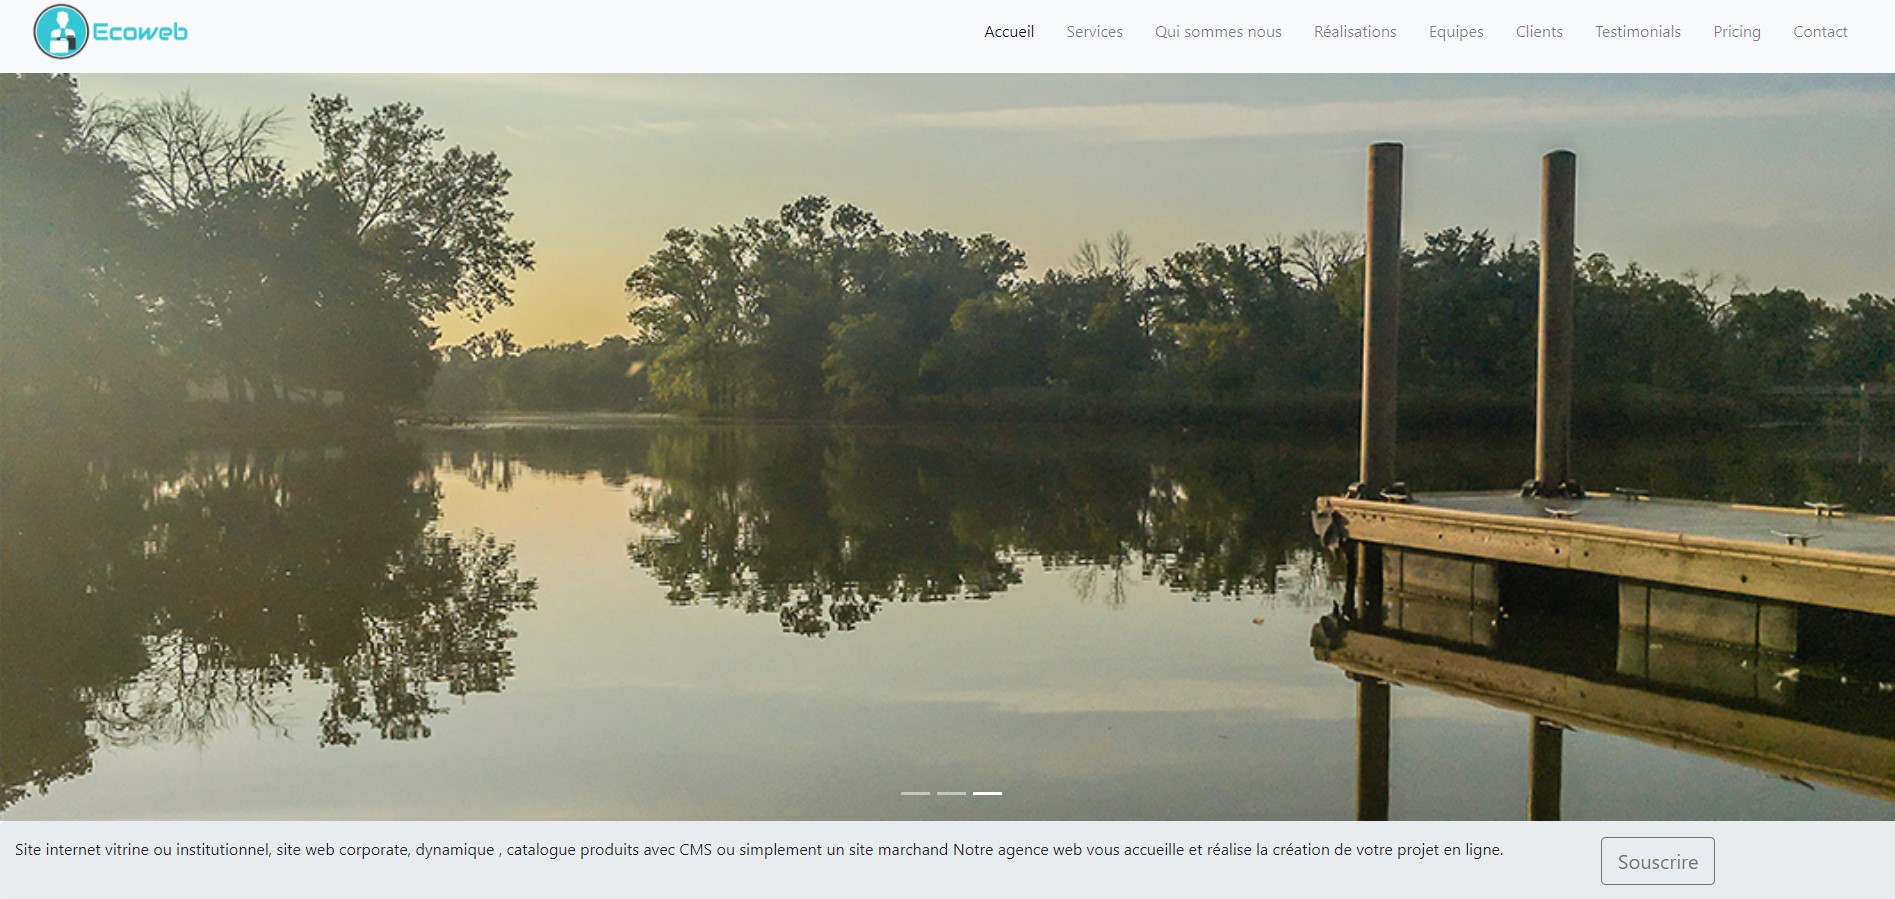 Ecoweb
Accueil Services Qui sommes nous Réalisations Equipes Clients Testimonials Pricing Contact
Site internet vitrine ou institutionnel, site web corporate, dynamique , catalogue produits avec CMS ou simplement un site marchand Notre agence web vous accueille et réalise la création de votre projet en ligne.
Souscrire